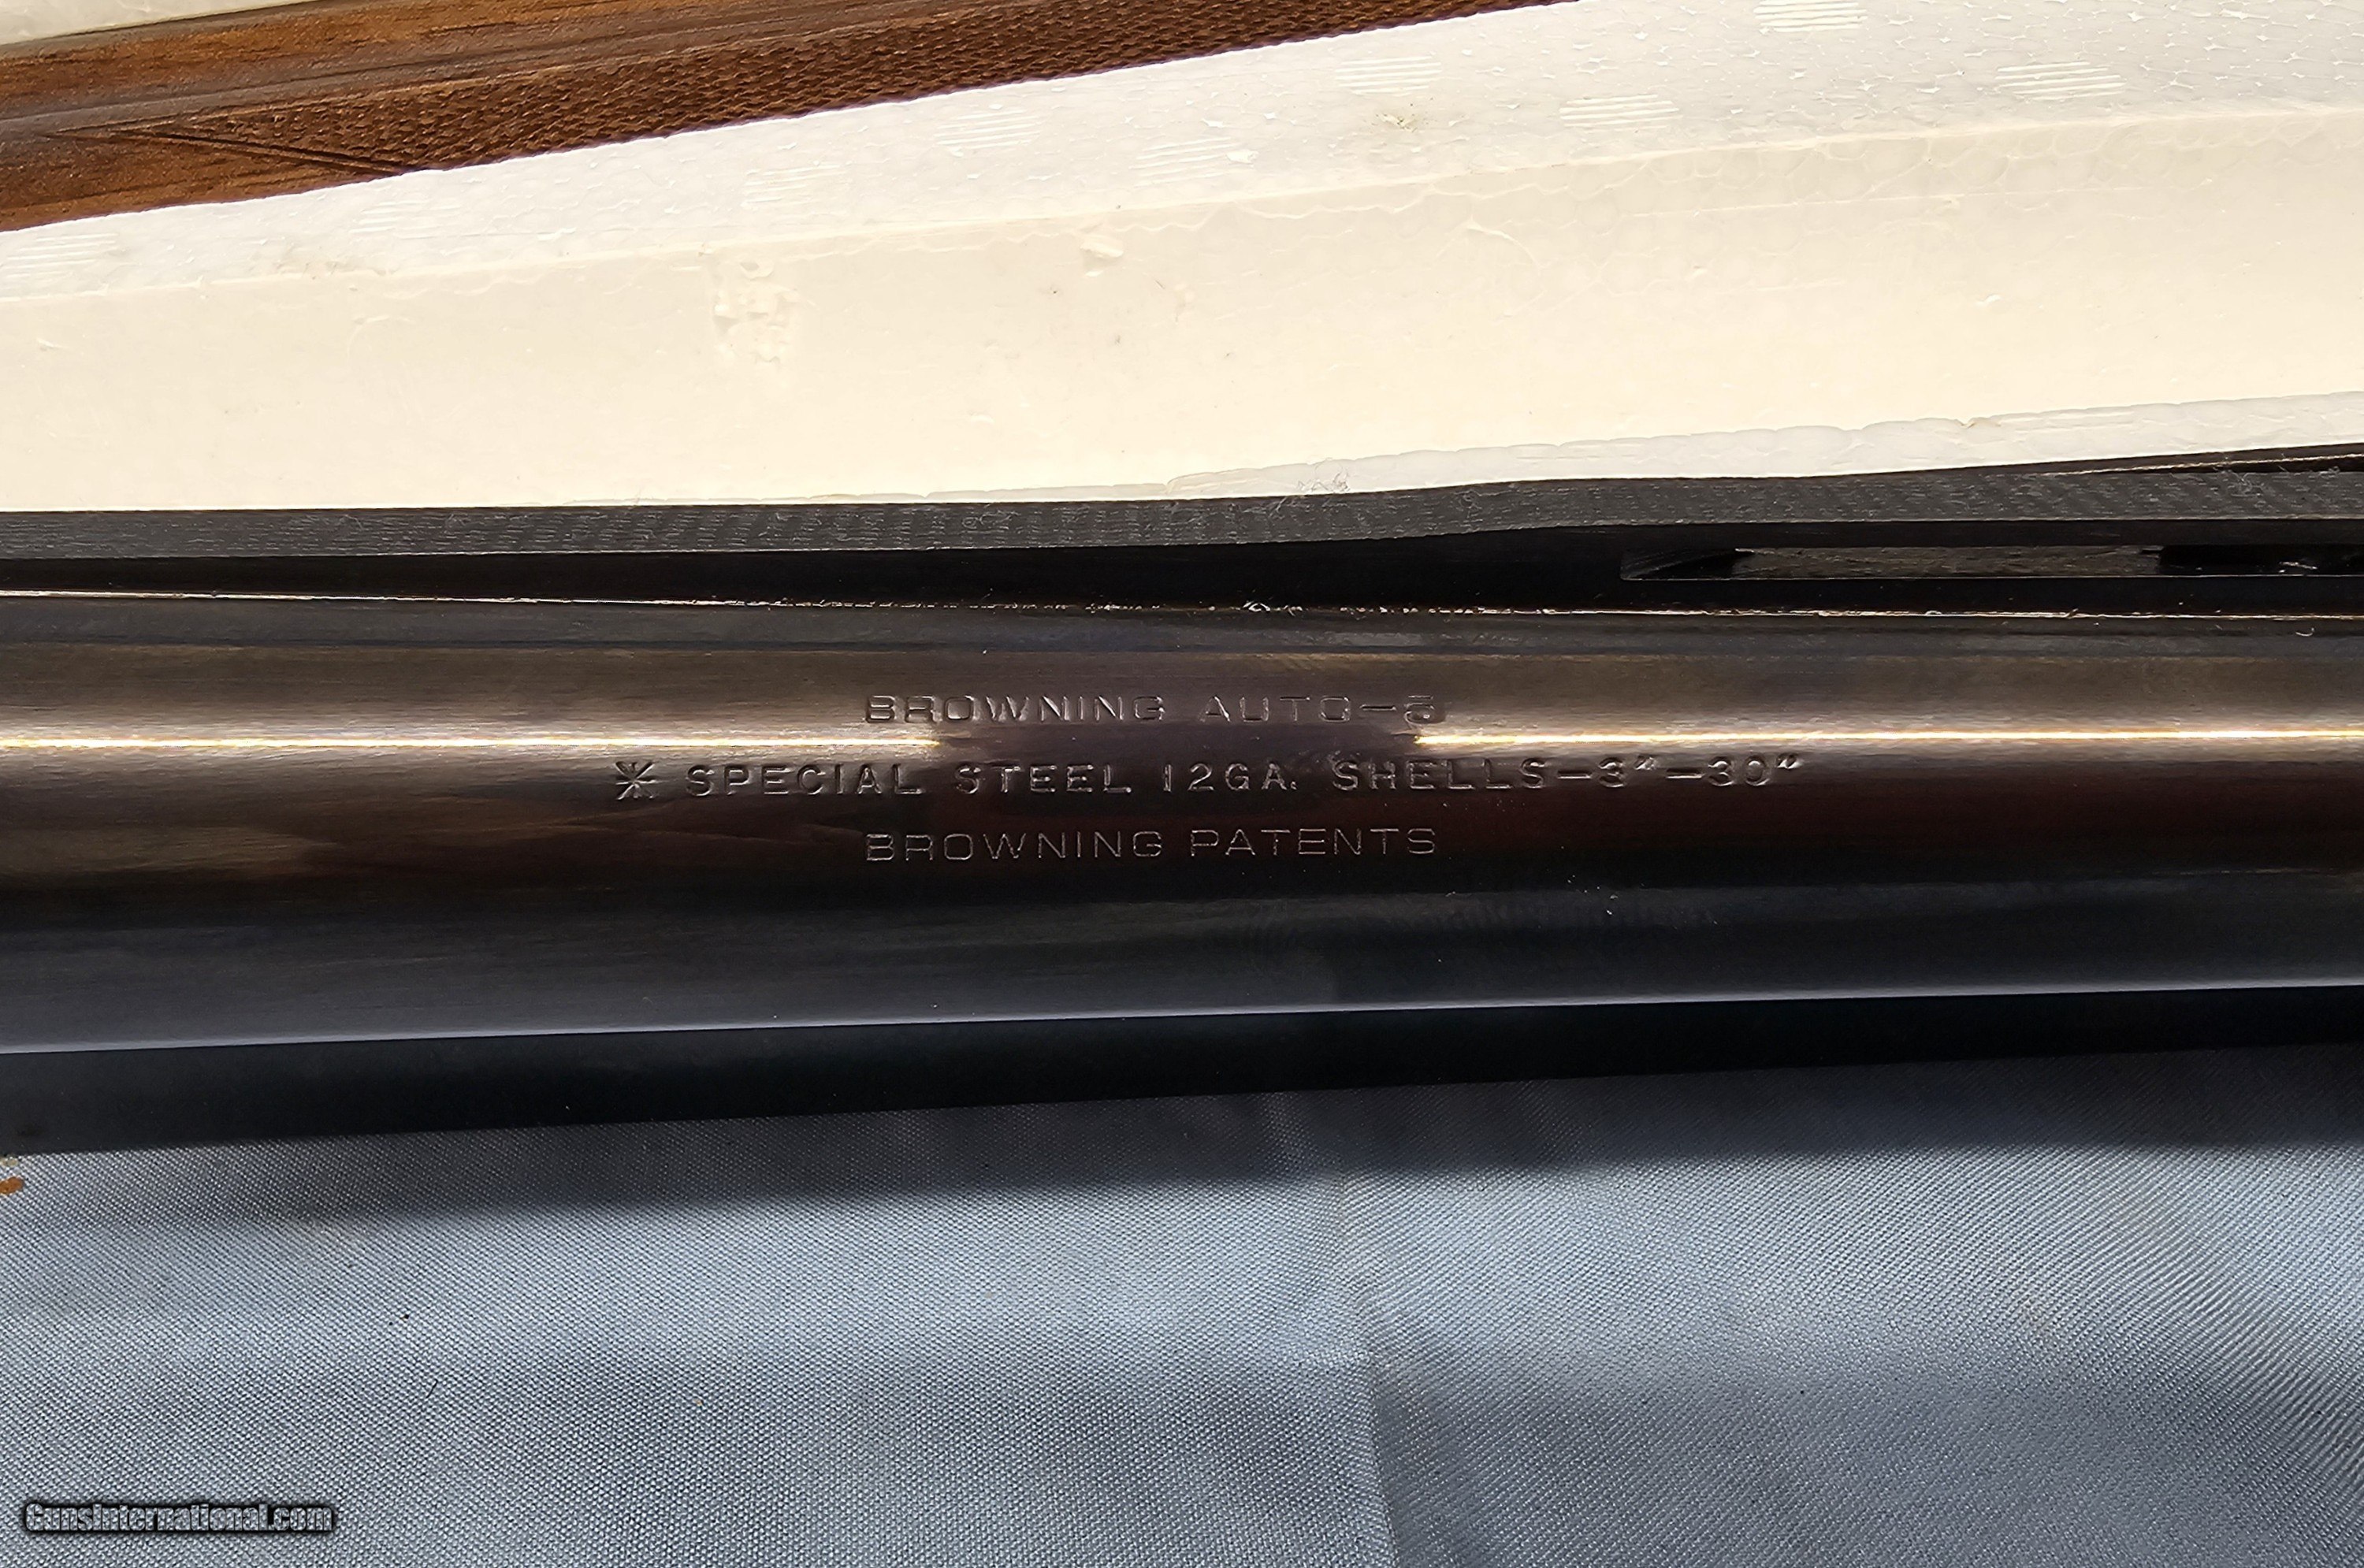 BROWNING AUTO-5
* SPECIAL STEEL 12GA. SHELLS-3"-30"
BROWNING PATENTS
GunsInternational.com